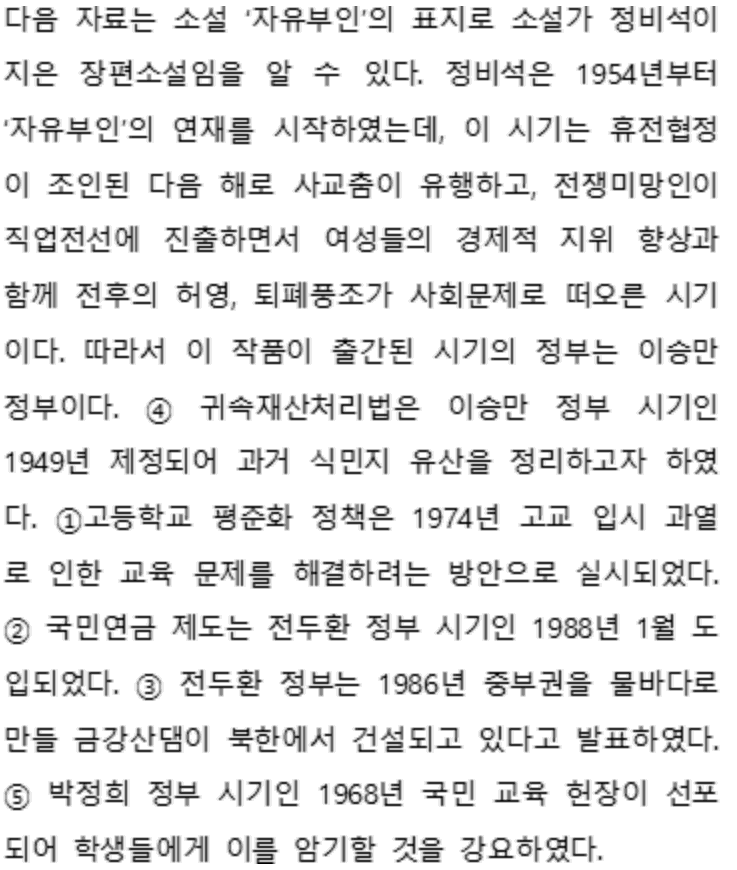 다음 자료는 소설 ‘자유부인’의 표지로 소설가 정비석이
지은 장편소설임을 알 수 있다. 정비석은 1954년부터
‘자유부인’의 연재를 시작하였는데, 이 시기는 휴전협정
이 조인된 다음 해로 사교춤이 유행하고, 전쟁미망인이
직업전선에 진출하면서 여성들의 경제적 지위 향상과
함께 전후의 허영, 퇴폐풍조가 사회문제로 떠오른 시기
이다. 따라서 이 작품이 출간된 시기의 정부는 이승만
정부이다. ④ 귀속재산처리법은 이승만 정부 시기인
1949년 제정되어 과거 식민지 유산을 정리하고자 하였
다. ①고등학교 평준화 정책은 1974년 고교 입시 과열
로 인한 교육 문제를 해결하려는 방안으로 실시되었다.
② 국민연금 제도는 전두환 정부 시기인 1988년 1월 도
입되었다. ③ 전두환 정부는 1986년 중부권을 물바다로
만들 금강산댐이 북한에서 건설되고 있다고 발표하였다.
⑤ 박정희 정부 시기인 1968년 국민 교육 헌장이 선포
되어 학생들에게 이를 암기할 것을 강요하였다.